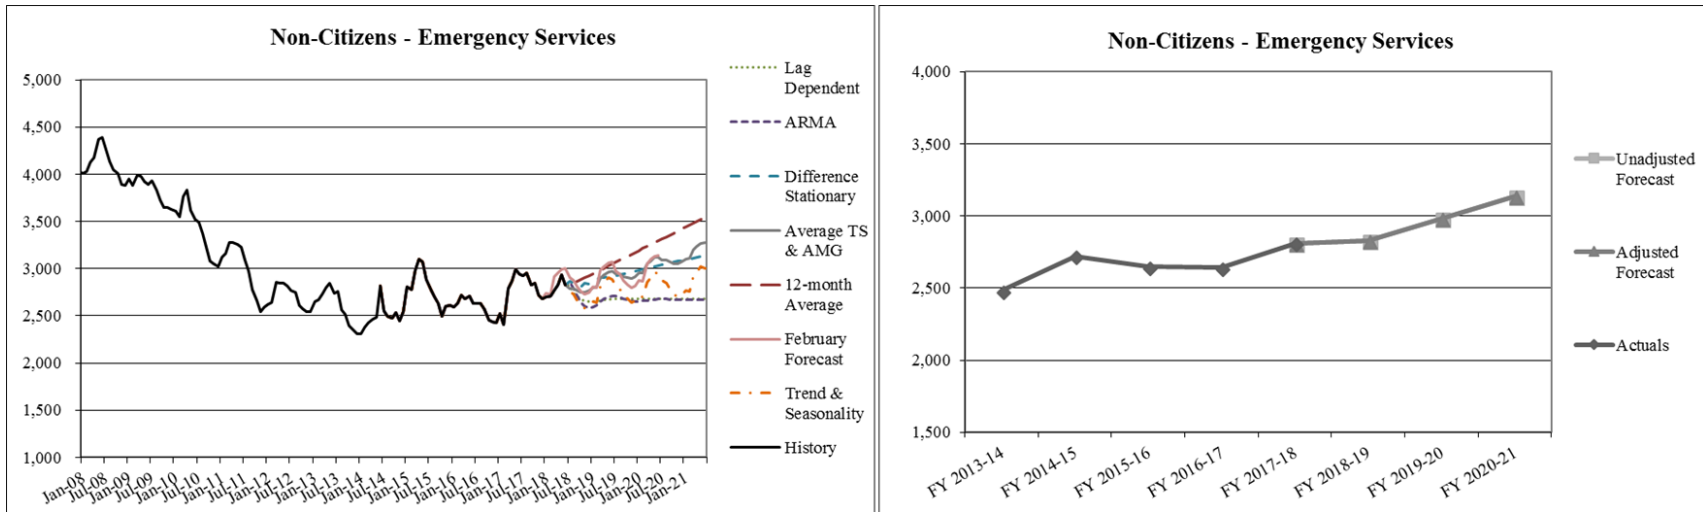 Non-Citizens - Emergency Services
5,000
4,500
4,000
3,500
3,000
2,500
2,000
1,500
1,000
Jan-08
Jul-08
Jan-09
Jul-09
Jan-10
Jul-10
Jan-11
Jul-11
Jan-12
Jul-12
Jan-13
Jul-13
Jan-14
Jul-14
Jan-15
Jul-15
Jan-16
Jul-16
Jan-17
Jul-17
Jan-18
Jul-18
Jan-19
Jul-19
Jan-20
Jul-20
Jan-21
Lag
Dependent
ARMA
Difference
Stationary
Average TS
& AMG
12-month
Average
February
Forecast
Trend &
Seasonality
History
Non-Citizens - Emergency Services
4,000
3,500
3,000
2,500
2,000
1,500
FY 2013-14
FY 2014-15
FY 2015-16
FY 2016-17
FY 2017-18
FY 2018-19
FY 2019-20
FY 2020-21
Unadjusted
Forecast
Adjusted
Forecast
Actuals